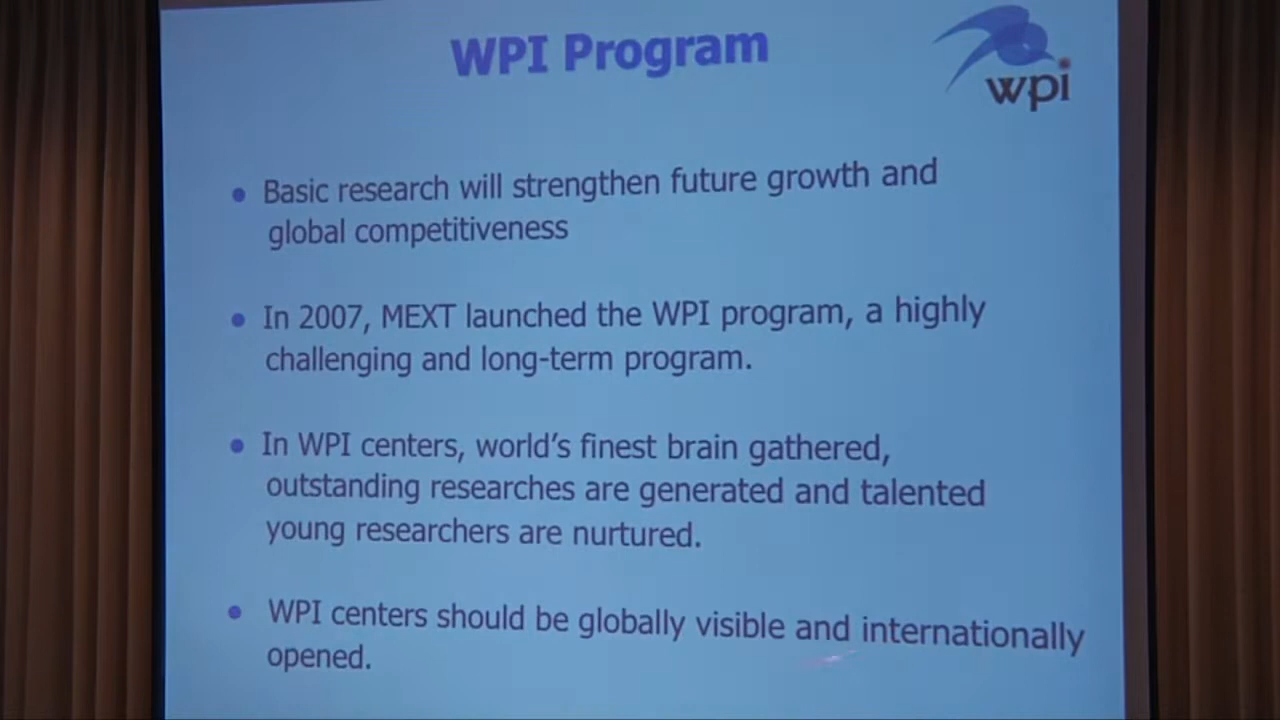 WPI Program
wpi
• Basic research will strengthen future growth and
global competitiveness
• In 2007, MEXT launched the WPI program, a highly
challenging and long-term program.
• In WPI centers, world's finest brain gathered,
outstanding researches are generated and talented
young researchers are nurtured.
• WPI centers should be globally visible and internationally
opened.